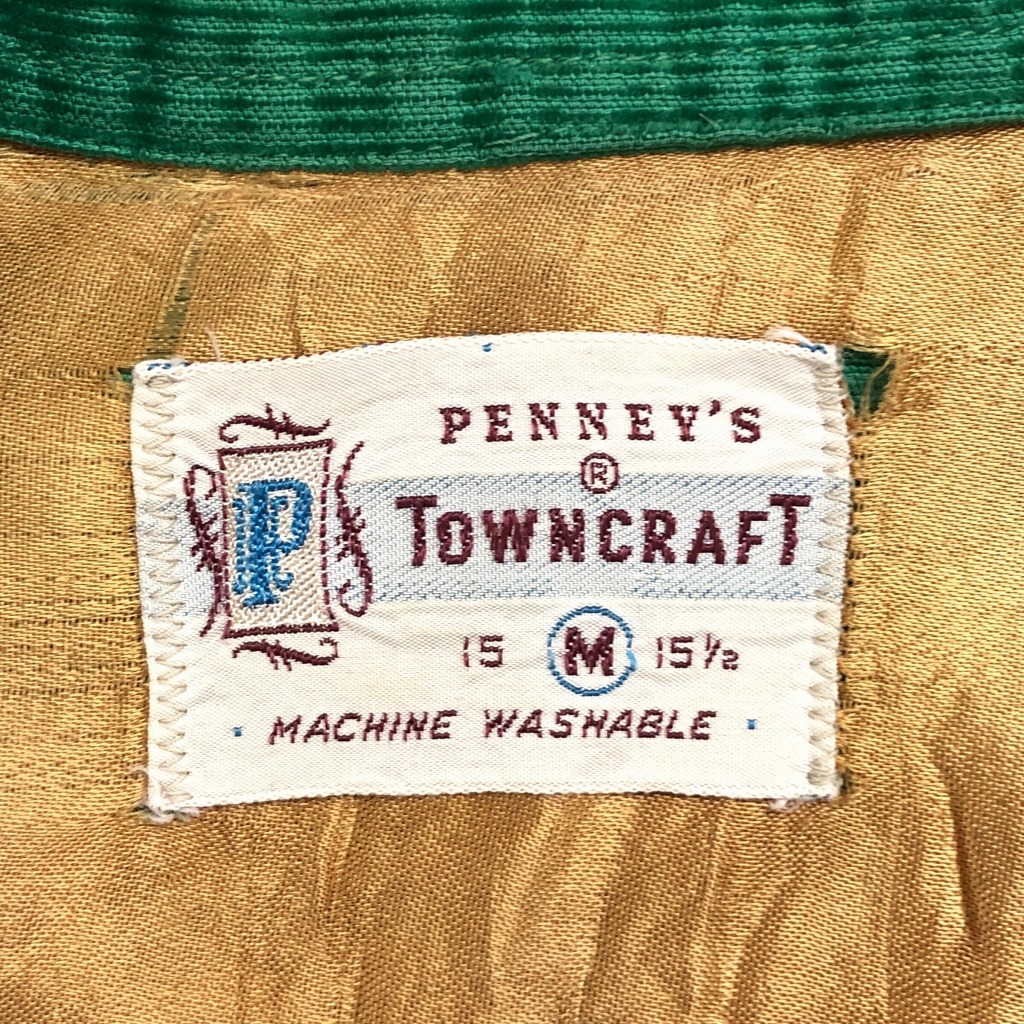 PENNEY'S
®
P
TOWNCRAFT
15 M 15½
· MACHINE WASHABLE ·